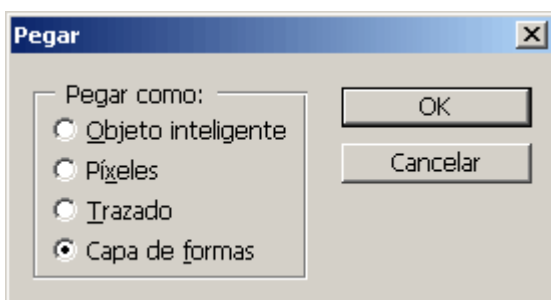 Pegar
Pegar como:
Objeto inteligente
Píxeles
Trazado
Capa de formas
OK
Cancelar